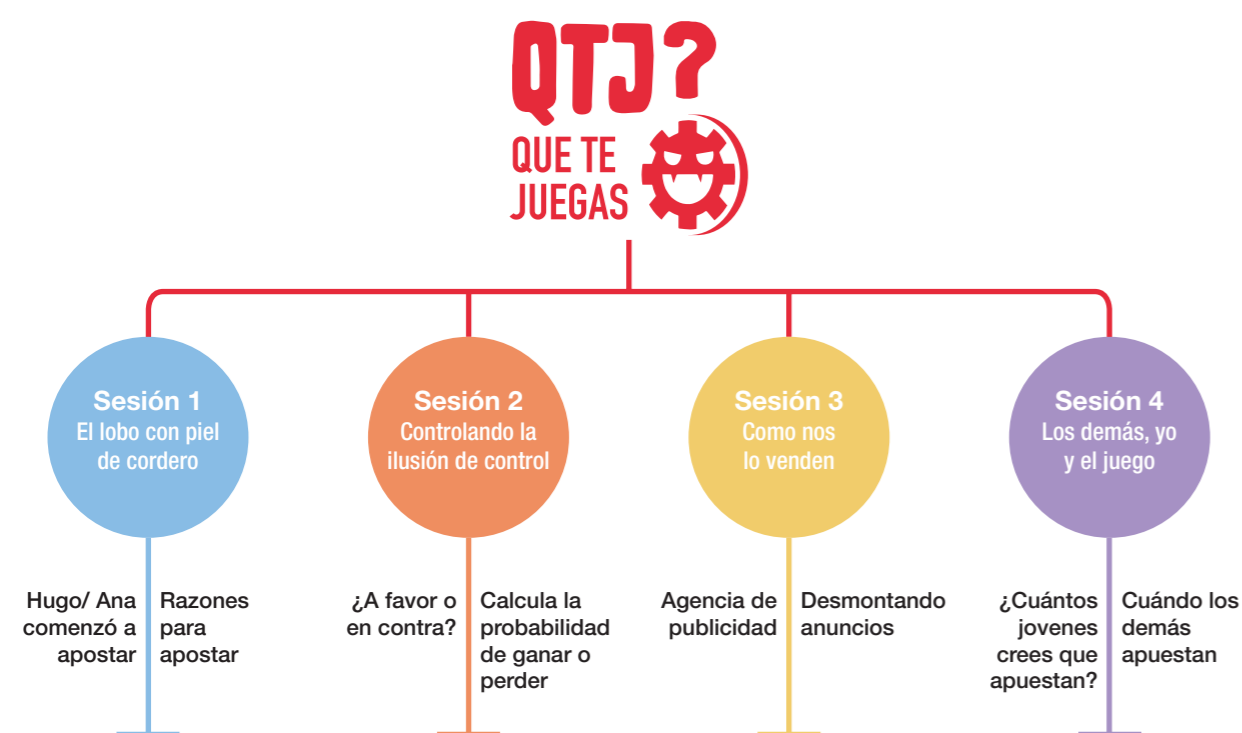 QTJ?
QUE TE
JUEGAS
Sesión 1
El lobo con piel
de cordero
Sesión 2
Controlando la
ilusión de control
Sesión 3
Como nos
lo venden
Sesión 4
Los demás, yo
y el juego
Hugo/ Ana
comenzó a
apostar
Razones
para
apostar
¿A favor o
en contra?
Calcula la
probabilidad
de ganar o
perder
Agencia de
publicidad
Desmontando
anuncios
¿Cuántos
jovenes
crees que
apuestan?
Cuándo los
demás
apuestan